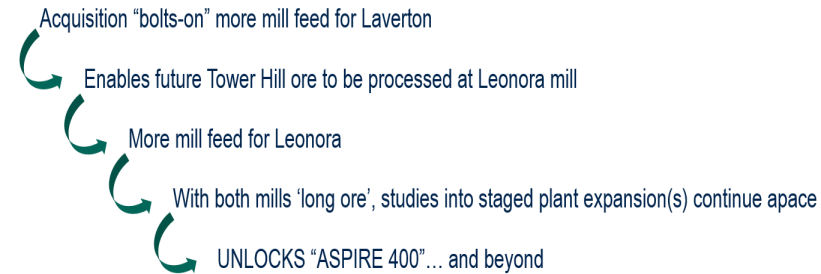 Acquisition “bolts-on” more mill feed for Laverton
Enables future Tower Hill ore to be processed at Leonora mill
More mill feed for Leonora
With both mills ‘long ore’, studies into staged plant expansion(s) continue apace
UNLOCKS “ASPIRE 400”… and beyond